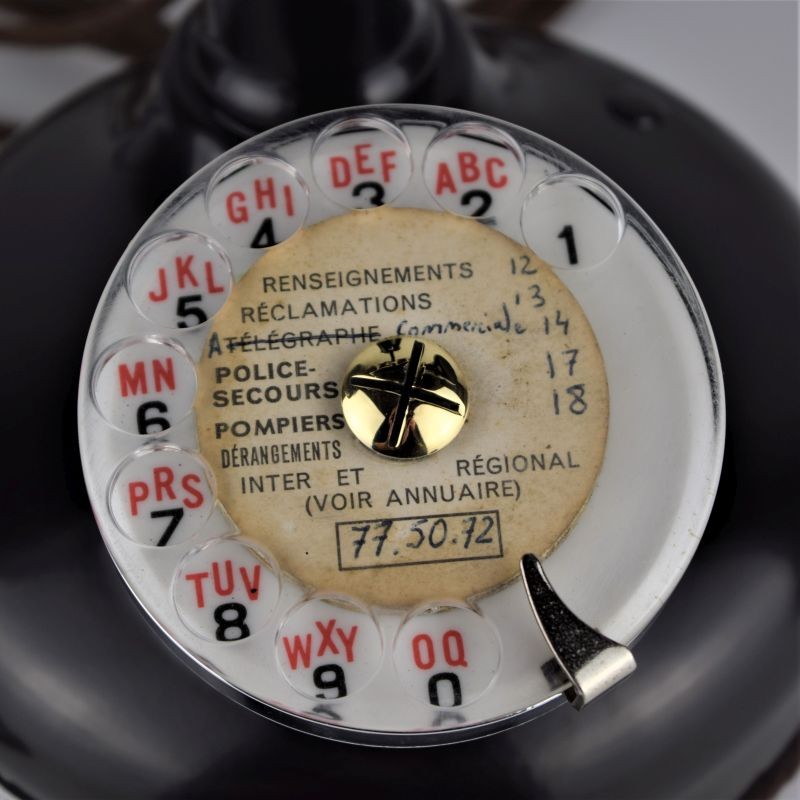 1
ABC
2
DEF
3
GHI
4
JKL
5
MN
6
PRS
7
TUV
8
WXY
9
OQ
0
RENSEIGNEMENTS 12
RÉCLAMATIONS 13
A TÉLÉGRAPHE Commerciale 14
POLICE-
SECOURS 17
POMPIERS 18
DÉRANGEMENTS
INTER ET RÉGIONAL
(VOIR ANNUAIRE)
77.50.72